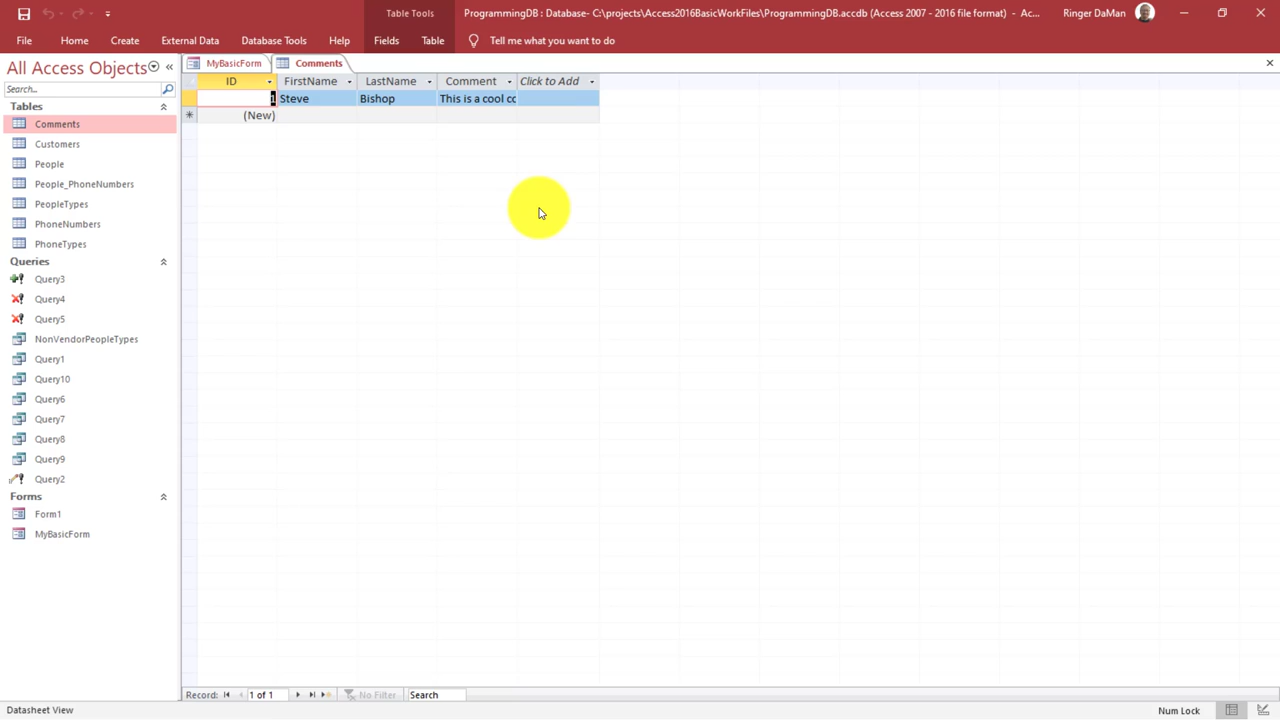 Table Tools
ProgrammingDB : Database- C:\projects\Access2016BasicWorkFiles\ProgrammingDB.accdb (Access 2007 - 2016 file format) - Ac...
Ringer DaMan
File Home Create External Data Database Tools Help Fields Table Tell me what you want to do
All Access Objects
MyBasicForm Comments
Search...
ID FirstName LastName Comment Click to Add
1 Steve Bishop This is a cool cc
(New)
Tables
Comments
Customers
People
People_PhoneNumbers
PeopleTypes
PhoneNumbers
PhoneTypes
Queries
Query3
Query4
Query5
NonVendorPeopleTypes
Query1
Query10
Query6
Query7
Query8
Query9
Query2
Forms
Form1
MyBasicForm
Record: 1 of 1 No Filter Search
Datasheet View
Num Lock